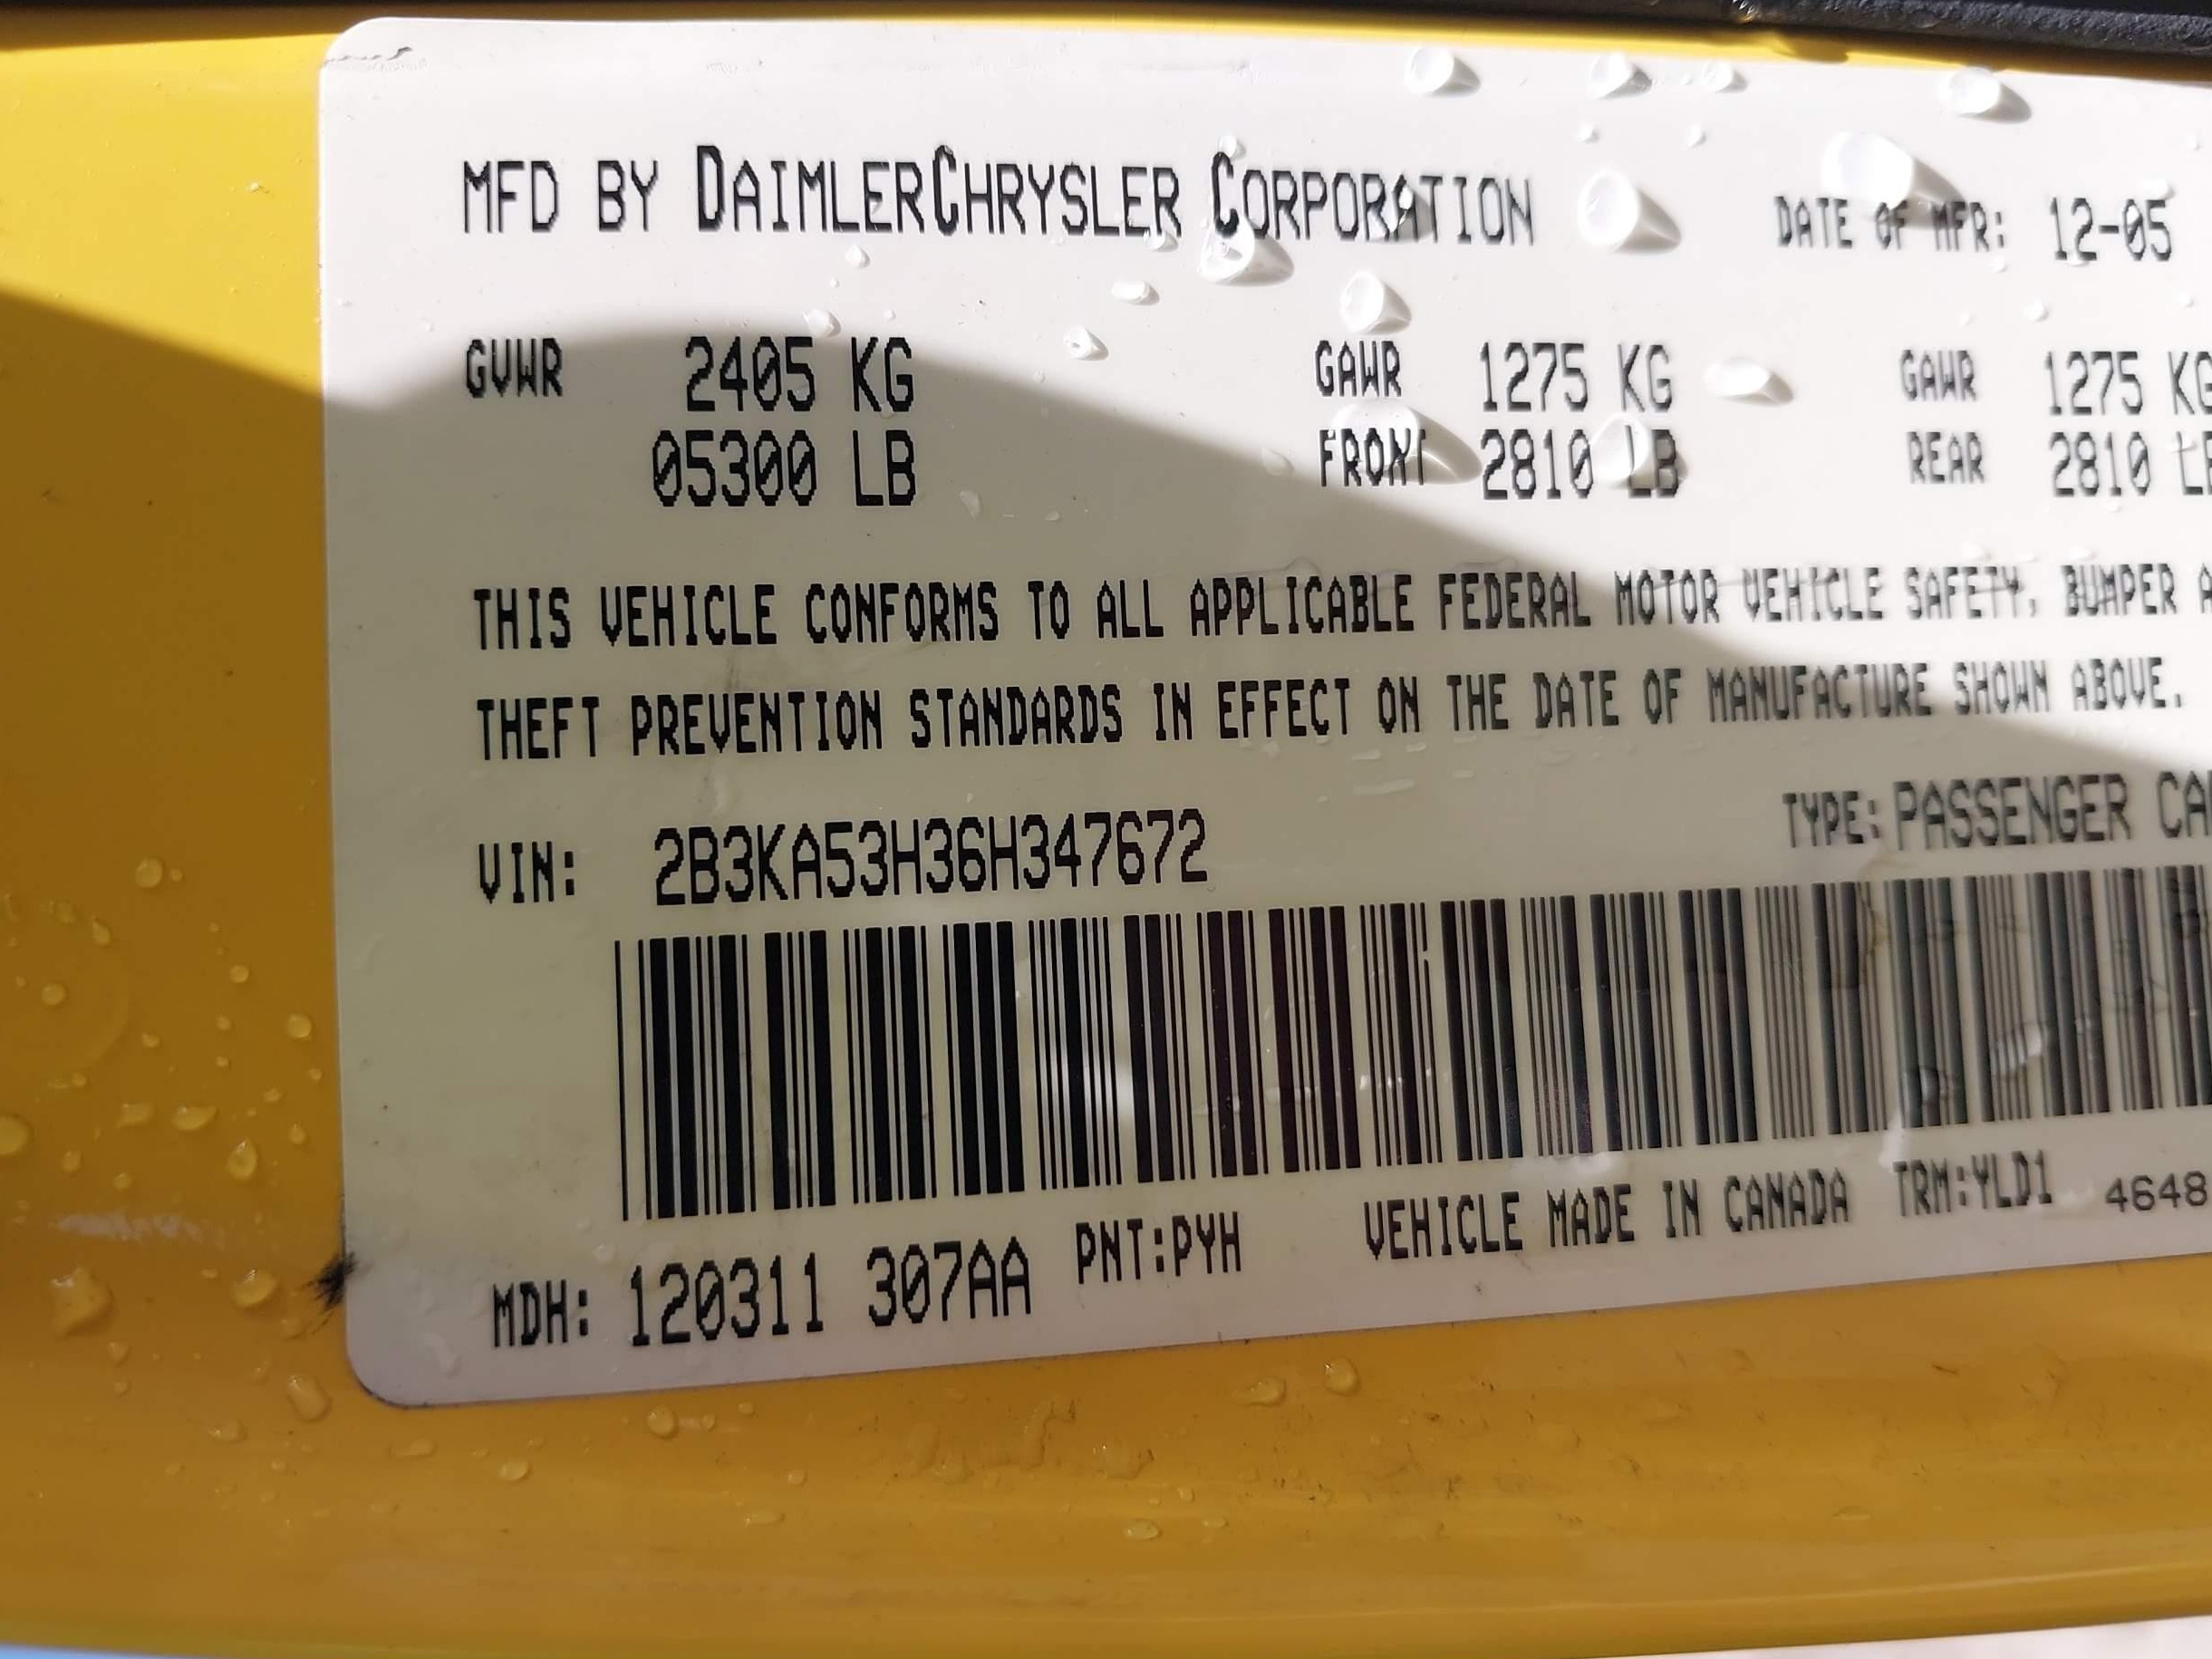 MFD BY DAIMLERCHRYSLER CORPORATION DATE OF MFR: 12-05
GVWR 2405 KG GAWR 1275 KG GAWR 1275 KG
05300 LB FRONT 2810 LB REAR 2810 LB
THIS VEHICLE CONFORMS TO ALL APPLICABLE FEDERAL MOTOR VEHICLE SAFETY, BUMPER
THEFT PREVENTION STANDARDS IN EFFECT ON THE DATE OF MANUFACTURE SHOWN ABOVE.
VIN: 2B3KA53H36H347672 TYPE: PASSENGER CAR
MDH: 120311 307AA PNT:PYH VEHICLE MADE IN CANADA TRM:YLD1 4648